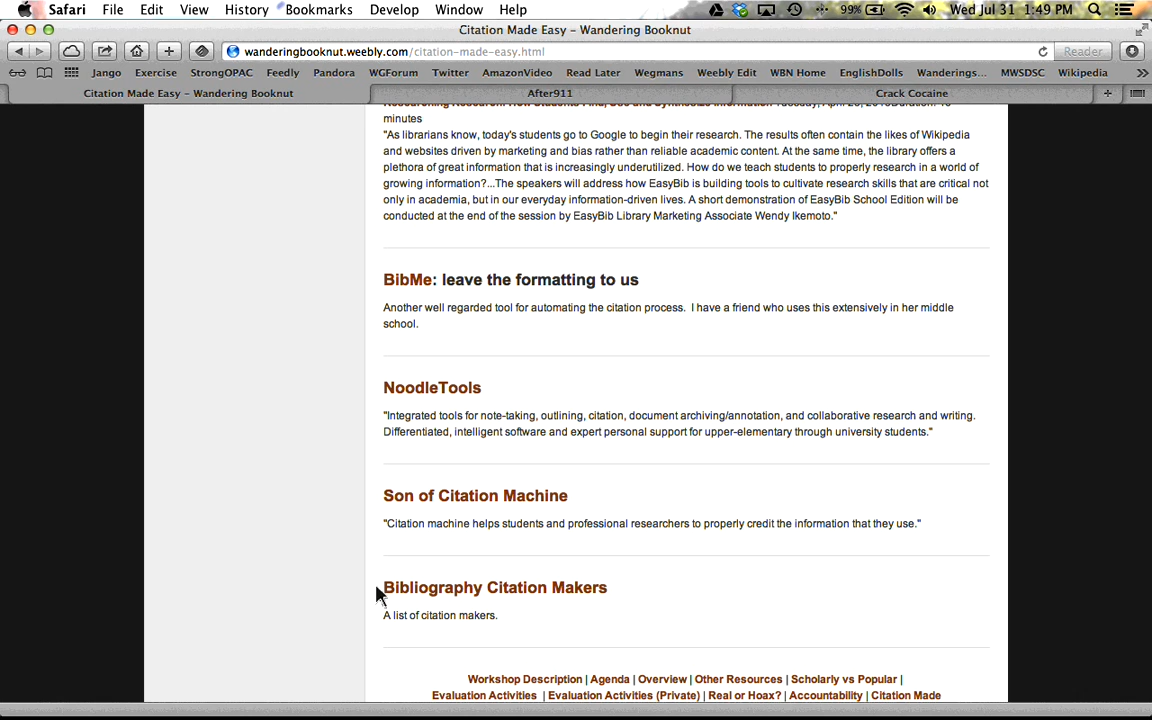 Safari File Edit View History Bookmarks Develop Window Help 99% Wed Jul 31 1:49 PM
Citation Made Easy – Wandering Booknut
wanderingbooknut.weebly.com/citation-made-easy.html Reader
Jango Exercise StrongOPAC Feedly Pandora WGForum Twitter AmazonVideo Read Later Wegmans Weebly Edit WBN Home EnglishDolls Wanderings... MWSDSC Wikipedia
Citation Made Easy – Wandering Booknut After911 Crack Cocaine
minutes
"As librarians know, today's students go to Google to begin their research. The results often contain the likes of Wikipedia
and websites driven by marketing and bias rather than reliable academic content. At the same time, the library offers a
plethora of great information that is increasingly underutilized. How do we teach students to properly research in a world of
growing information?...The speakers will address how EasyBib is building tools to cultivate research skills that are critical not
only in academia, but in our everyday information-driven lives. A short demonstration of EasyBib School Edition will be
conducted at the end of the session by EasyBib Library Marketing Associate Wendy Ikemoto."
BibMe: leave the formatting to us
Another well regarded tool for automating the citation process. I have a friend who uses this extensively in her middle
school.
NoodleTools
"Integrated tools for note-taking, outlining, citation, document archiving/annotation, and collaborative research and writing.
Differentiated, intelligent software and expert personal support for upper-elementary through university students."
Son of Citation Machine
"Citation machine helps students and professional researchers to properly credit the information that they use."
Bibliography Citation Makers
A list of citation makers.
Workshop Description | Agenda | Overview | Other Resources | Scholarly vs Popular |
Evaluation Activities | Evaluation Activities (Private) | Real or Hoax? | Accountability | Citation Made